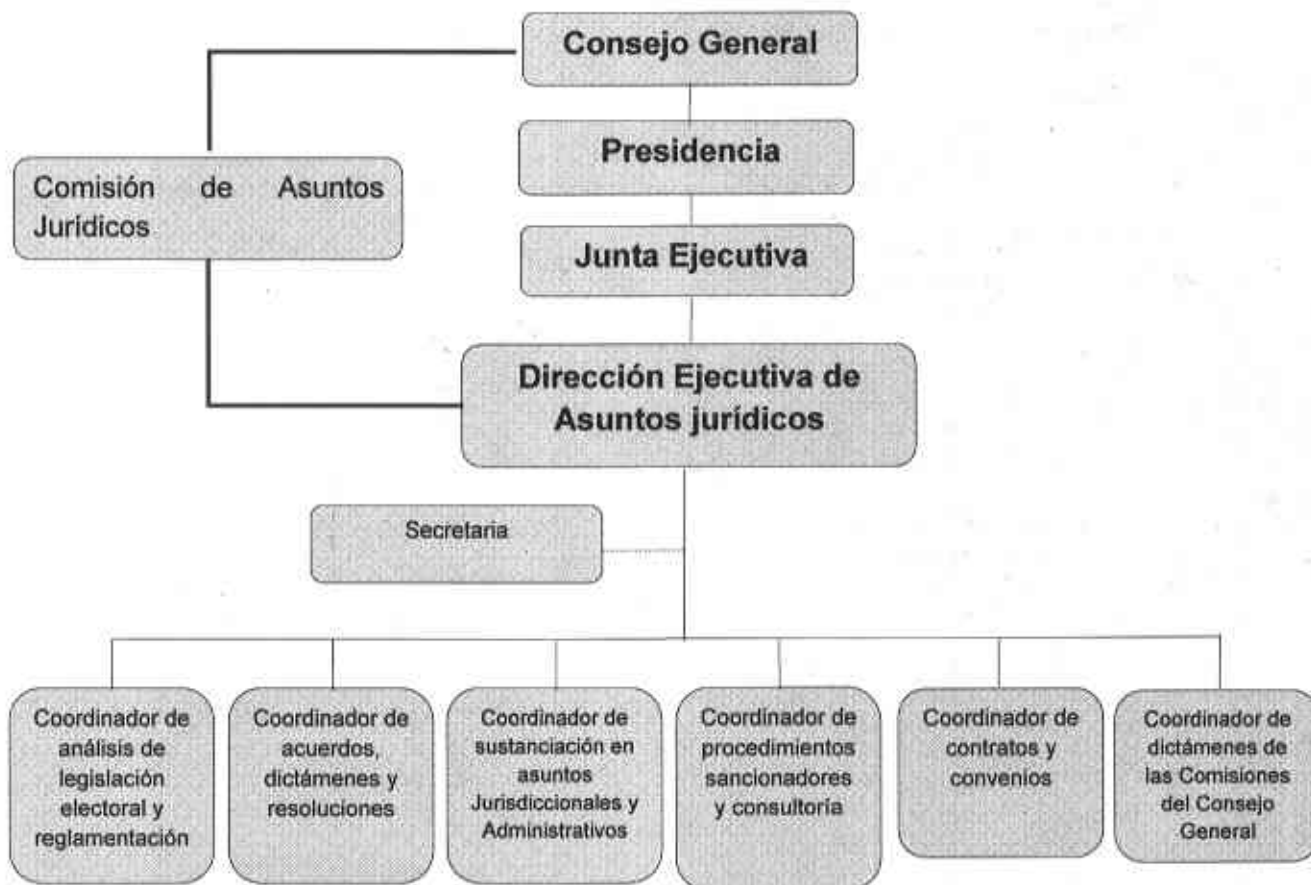 Consejo General
Presidencia
Comisión de Asuntos
Jurídicos
Junta Ejecutiva
Dirección Ejecutiva de
Asuntos jurídicos
Secretaria
Coordinador de
análisis de
legislación
electoral y
reglamentación
Coordinador de
acuerdos,
dictámenes y
resoluciones
Coordinador de
sustanciación en
asuntos
Jurisdiccionales y
Administrativos
Coordinador de
procedimientos
sancionadores
y consultoría
Coordinador de
contratos y
convenios
Coordinador de
dictámenes de
las Comisiones
del Consejo
General